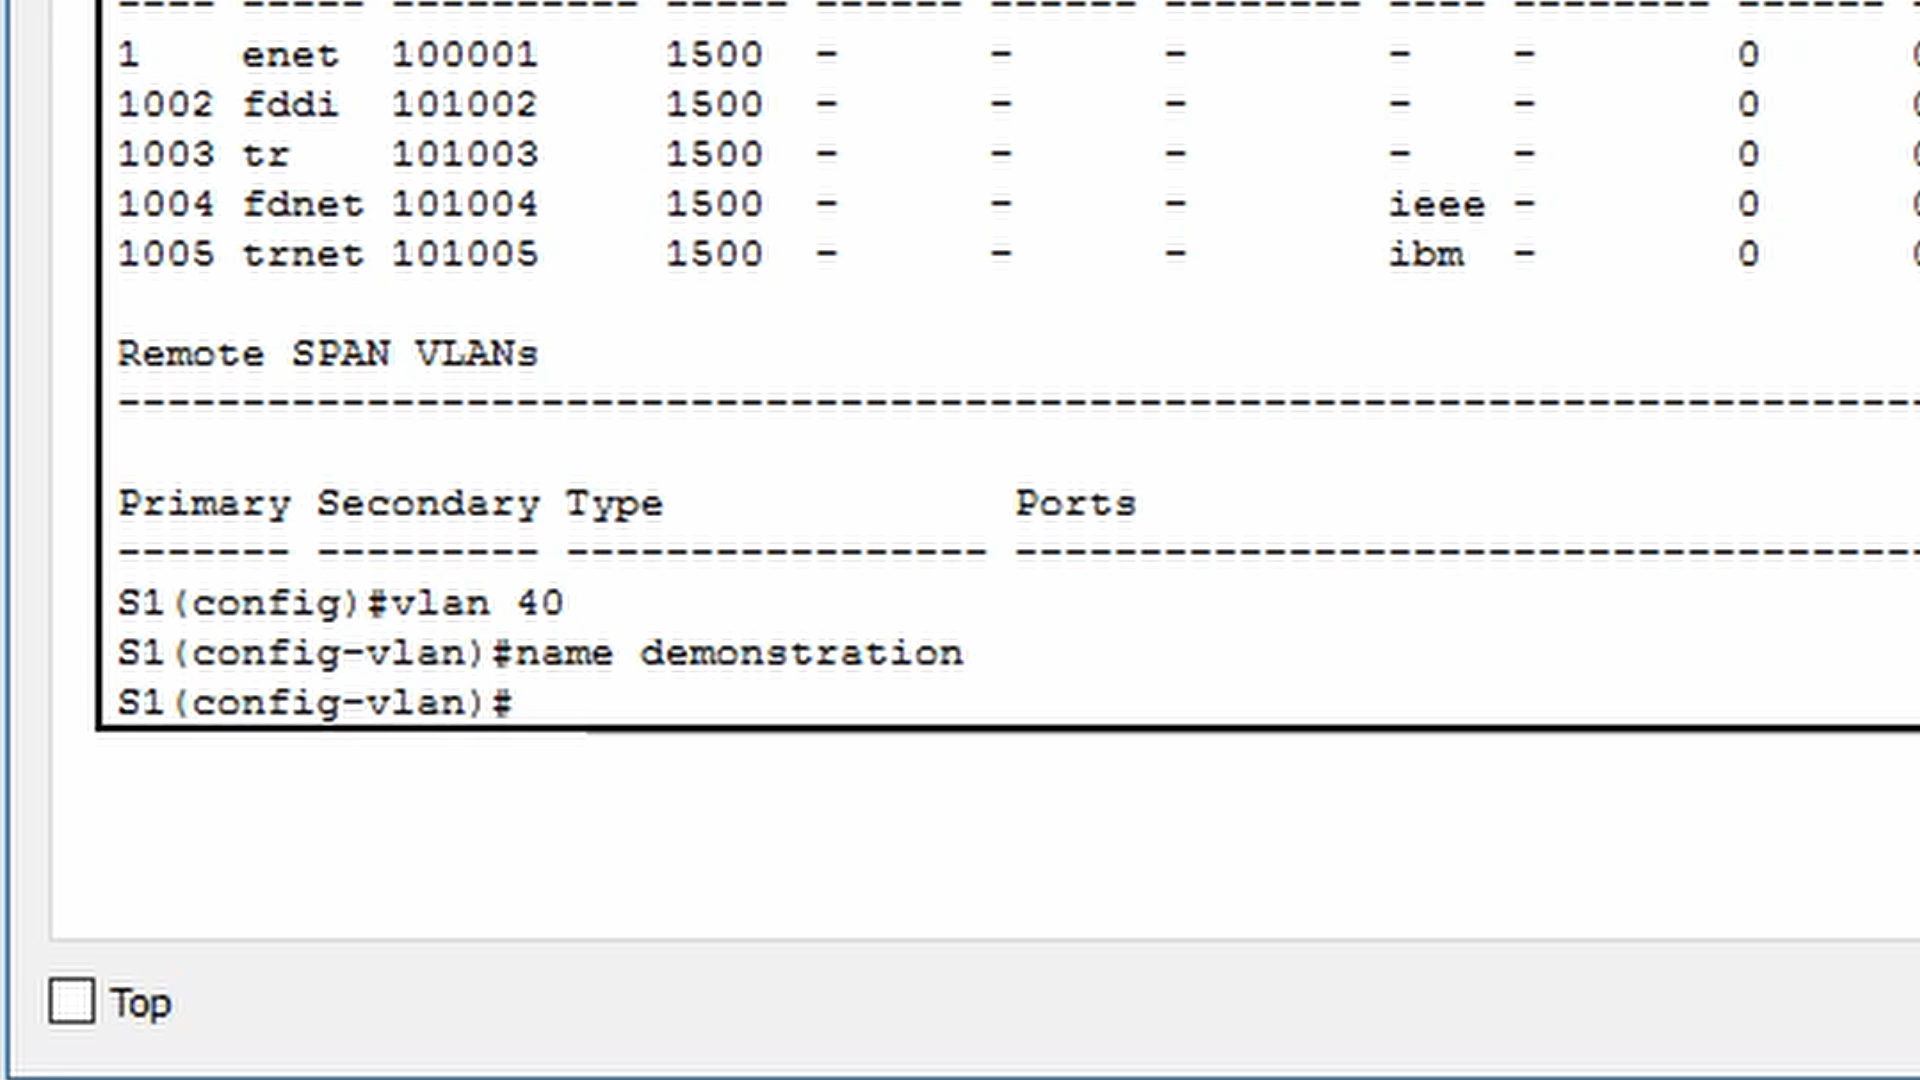 ---- ----- ---------- ----- ------ ------ -------- ---- -------- ------
1 enet 100001 1500 - - - - - 0
1002 fddi 101002 1500 - - - - - 0
1003 tr 101003 1500 - - - - - 0
1004 fdnet 101004 1500 - - - ieee - 0
1005 trnet 101005 1500 - - - ibm - 0
Remote SPAN VLANs
------------------------------------------------------------------------
Primary Secondary Type Ports
------- --------- ----------------- ------------------------------------
S1(config)#vlan 40
S1(config-vlan)#name demonstration
S1(config-vlan)#
Top